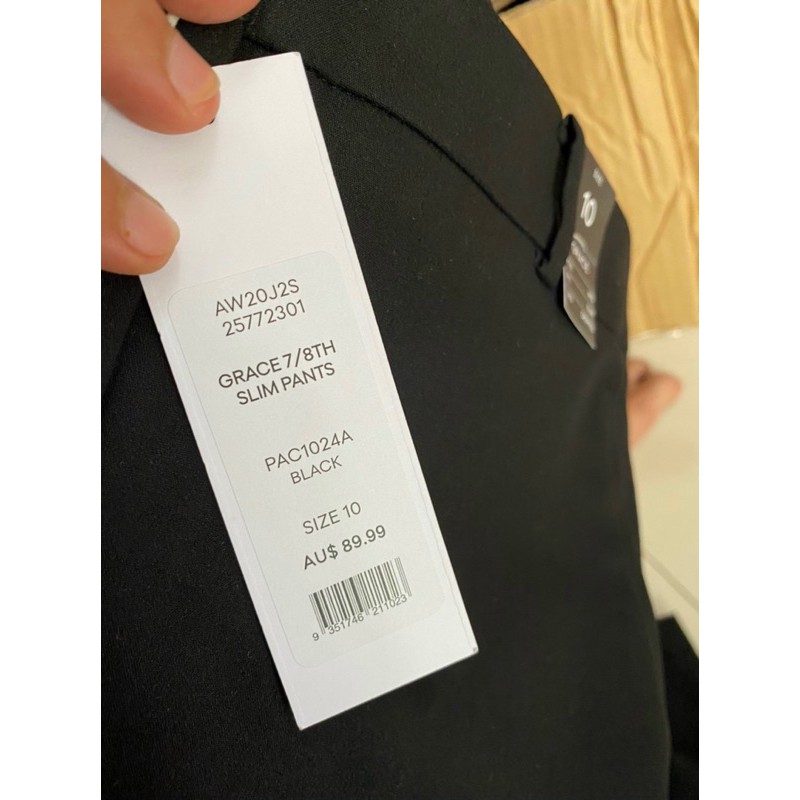 AW20J2S
25772301
GRACE 7/8TH
SLIM PANTS
PAC1024A
BLACK
SIZE 10
AU$ 89.99
9 351746 211023
10